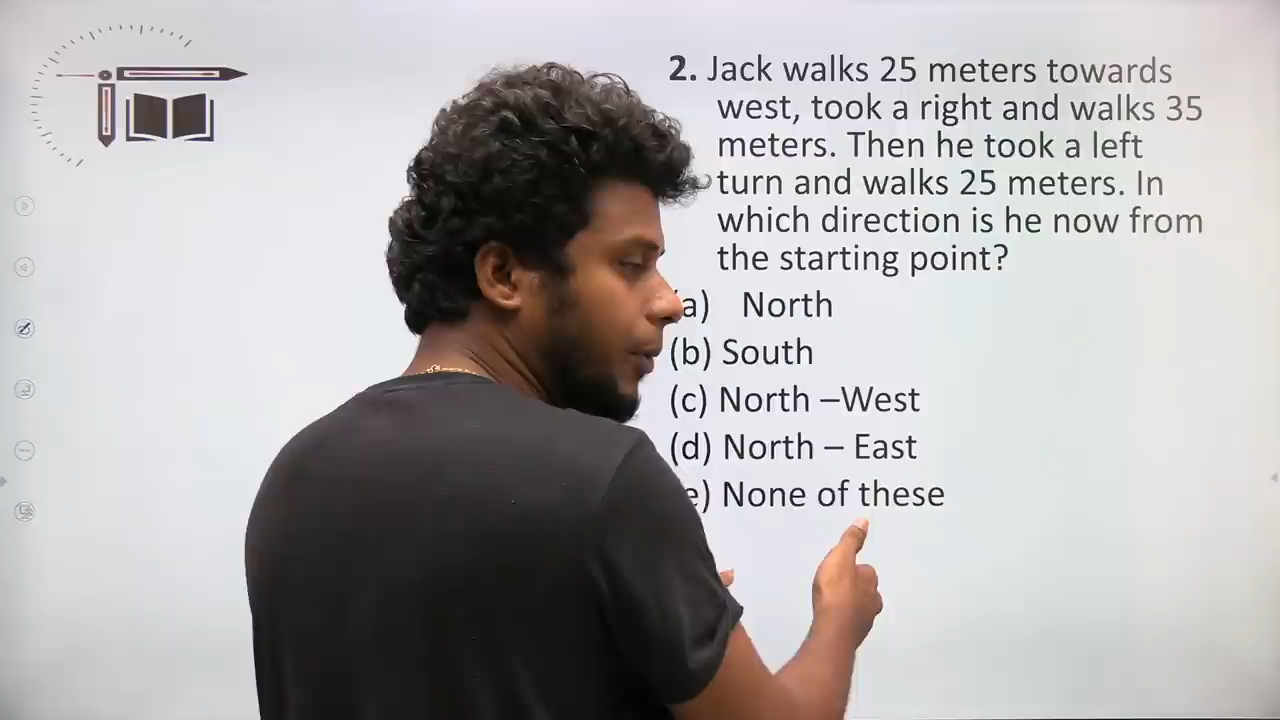 2. Jack walks 25 meters towards
west, took a right and walks 35
meters. Then he took a left
turn and walks 25 meters. In
which direction is he now from
the starting point?
a) North
(b) South
(c) North –West
(d) North – East
e) None of these